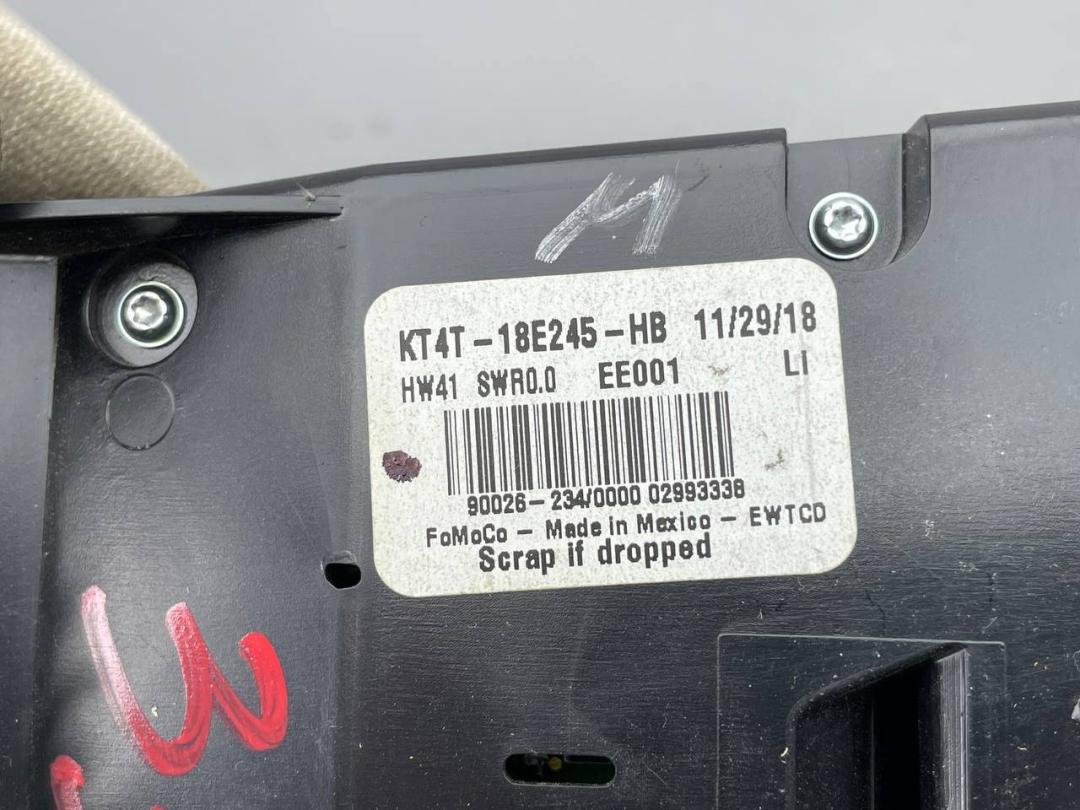 M
KT4T-18E245-HB 11/29/18
HW41 SWR0.0 EE001 LI
90026-234/0000 02993338
FoMoCo - Made in Mexico - EWTCD
Scrap if dropped